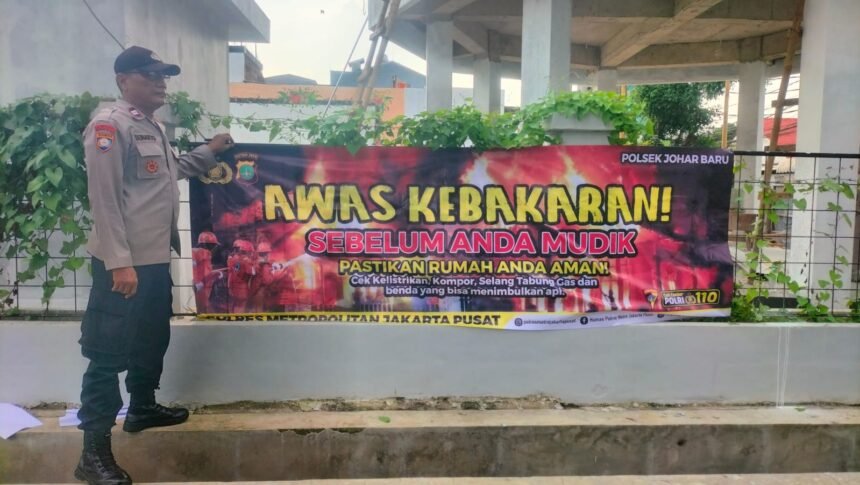 POLSEK JOHAR BARU
AWAS KEBAKARAN!
SEBELUM ANDA MUDIK
PASTIKAN RUMAH ANDA AMAN!
Cek Kelistrikan, Kompor, Selang Tabung Gas dan
benda yang bisa menimbulkan api.
POLRI 110
METROPOLITAN JAKARTA PUSAT